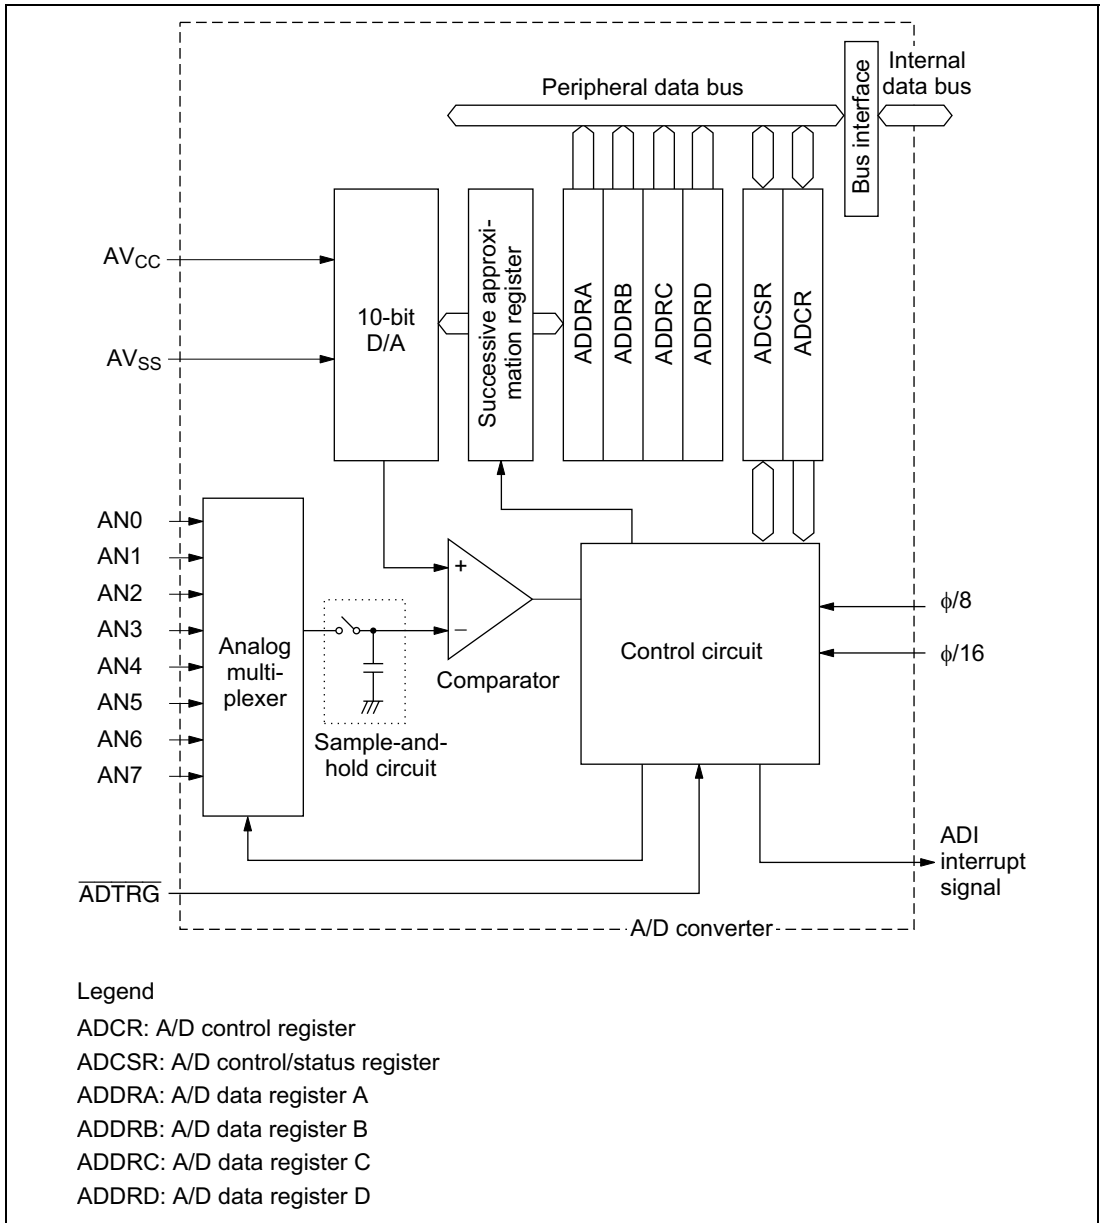 Peripheral data bus
Internal
data bus
Bus interface
AVCC
AVSS
10-bit
D/A
Successive approxi-
mation register
ADDRA
ADDRB
ADDRC
ADDRD
ADCSR
ADCR
AN0
AN1
AN2
AN3
AN4
AN5
AN6
AN7
Analog
multi-
plexer
+
−
Comparator
Sample-and-
hold circuit
Control circuit
ϕ/8
ϕ/16
ADI
interrupt
signal
ADTRG
A/D converter
Legend
ADCR: A/D control register
ADCSR: A/D control/status register
ADDRA: A/D data register A
ADDRB: A/D data register B
ADDRC: A/D data register C
ADDRD: A/D data register D